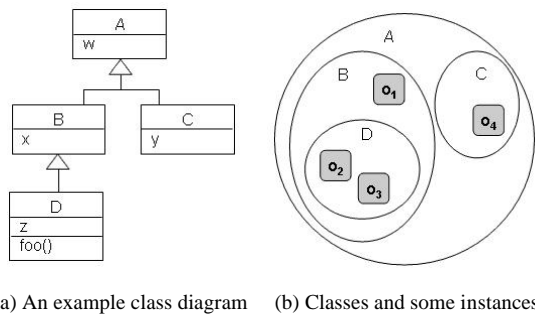 A
w
B
x
C
y
D
z
foo()
A
B
C
D
o₁
o₂
o₃
o₄
a) An example class diagram
(b) Classes and some instances